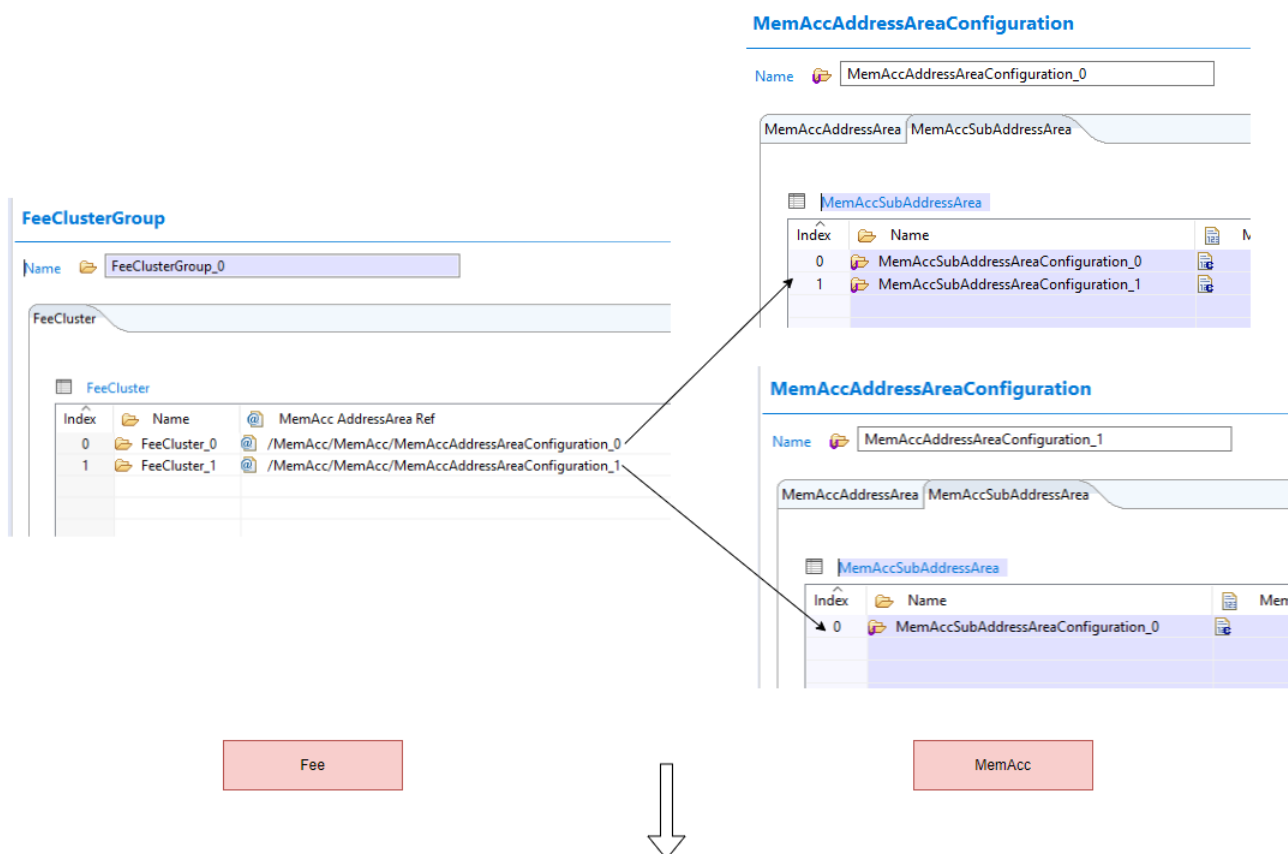 MemAccAddressAreaConfiguration
Name MemAccAddressAreaConfiguration_0
MemAccAddressArea MemAccSubAddressArea
MemAccSubAddressArea
Index Name M
0 MemAccSubAddressAreaConfiguration_0
1 MemAccSubAddressAreaConfiguration_1
FeeClusterGroup
Name FeeClusterGroup_0
FeeCluster
FeeCluster
Index Name MemAcc AddressArea Ref
0 FeeCluster_0 /MemAcc/MemAcc/MemAccAddressAreaConfiguration_0
1 FeeCluster_1 /MemAcc/MemAcc/MemAccAddressAreaConfiguration_1
MemAccAddressAreaConfiguration
Name MemAccAddressAreaConfiguration_1
MemAccAddressArea MemAccSubAddressArea
MemAccSubAddressArea
Index Name Mem
0 MemAccSubAddressAreaConfiguration_0
Fee
MemAcc